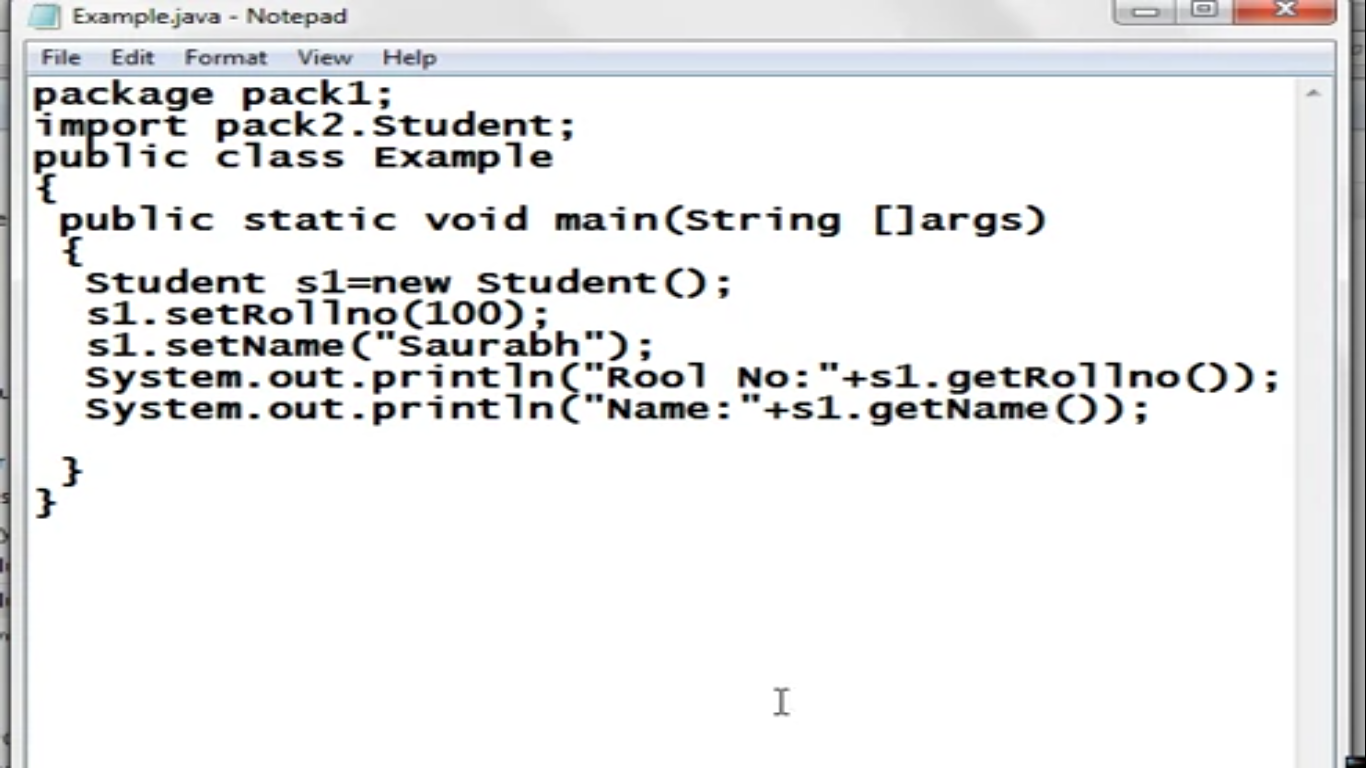 Example.java - Notepad
File Edit Format View Help
package pack1;
import pack2.Student;
public class Example
{
public static void main(String []args)
{
Student s1=new Student();
s1.setRollno(100);
s1.setName("Saurabh");
System.out.println("Rool No:"+s1.getRollno());
System.out.println("Name:"+s1.getName());
}
}